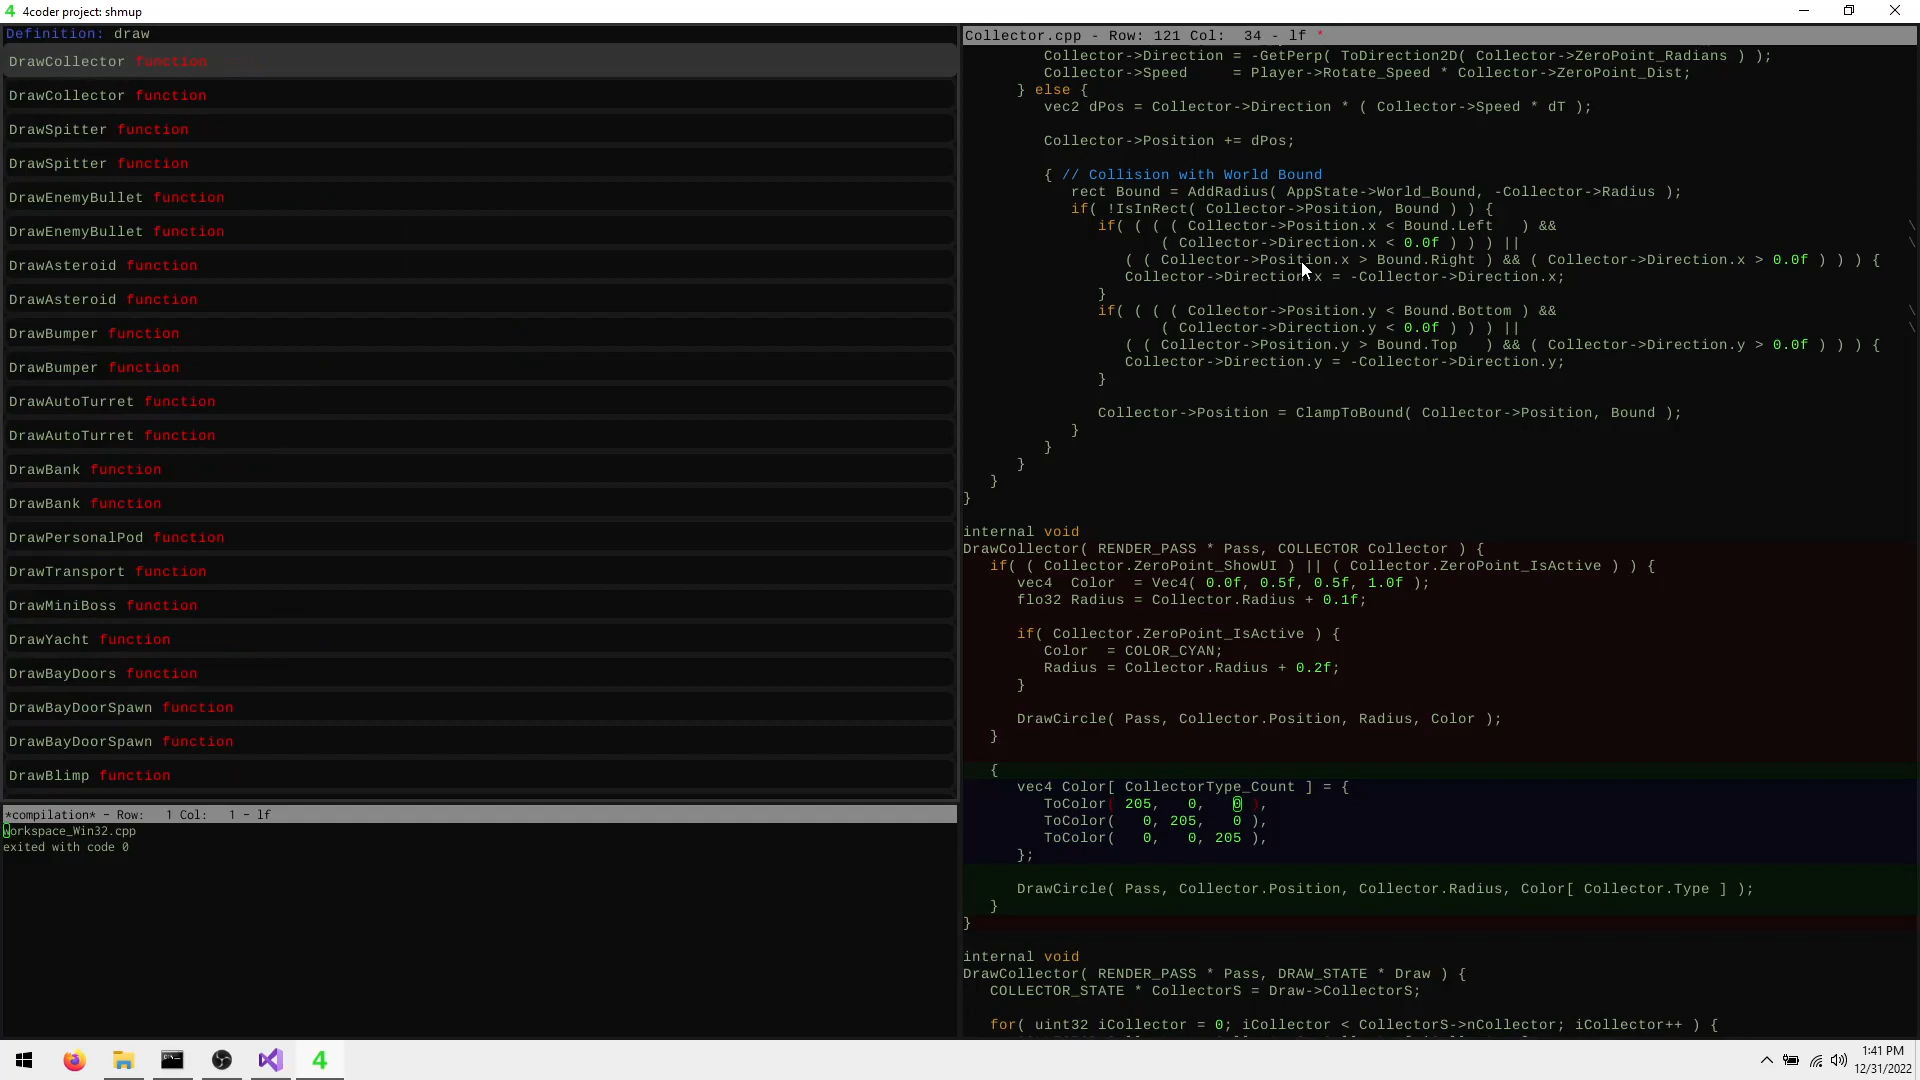 4 4coder project: shmup
Definition: draw
DrawCollector function
DrawCollector function
DrawSpitter function
DrawSpitter function
DrawEnemyBullet function
DrawEnemyBullet function
DrawAsteroid function
DrawAsteroid function
DrawBumper function
DrawBumper function
DrawAutoTurret function
DrawAutoTurret function
DrawBank function
DrawBank function
DrawPersonalPod function
DrawTransport function
DrawMiniBoss function
DrawYacht function
DrawBayDoors function
DrawBayDoorSpawn function
DrawBayDoorSpawn function
DrawBlimp function
*compilation* - Row:   1 Col:   1 - lf
workspace_Win32.cpp
exited with code 0
Collector.cpp - Row: 121 Col:  34 - lf *
Collector->Direction = -GetPerp( ToDirection2D( Collector->ZeroPoint_Radians ) );
Collector->Speed     = Player->Rotate_Speed * Collector->ZeroPoint_Dist;
} else {
vec2 dPos = Collector->Direction * ( Collector->Speed * dT );
Collector->Position += dPos;
{ // Collision with World Bound
rect Bound = AddRadius( AppState->World_Bound, -Collector->Radius );
if( !IsInRect( Collector->Position, Bound ) ) {
if( ( ( ( Collector->Position.x < Bound.Left   ) && \
( Collector->Direction.x < 0.0f ) ) ) || \
( ( Collector->Position.x > Bound.Right ) && ( Collector->Direction.x > 0.0f ) ) ) {
Collector->Direction.x = -Collector->Direction.x;
}
if( ( ( ( Collector->Position.y < Bound.Bottom ) && \
( Collector->Direction.y < 0.0f ) ) ) || \
( ( Collector->Position.y > Bound.Top   ) && ( Collector->Direction.y > 0.0f ) ) ) {
Collector->Direction.y = -Collector->Direction.y;
}
Collector->Position = ClampToBound( Collector->Position, Bound );
}
}
}
}
}
internal void
DrawCollector( RENDER_PASS * Pass, COLLECTOR Collector ) {
if( ( Collector.ZeroPoint_ShowUI ) || ( Collector.ZeroPoint_IsActive ) ) {
vec4  Color  = Vec4( 0.0f, 0.5f, 0.5f, 1.0f );
flo32 Radius = Collector.Radius + 0.1f;
if( Collector.ZeroPoint_IsActive ) {
Color  = COLOR_CYAN;
Radius = Collector.Radius + 0.2f;
}
DrawCircle( Pass, Collector.Position, Radius, Color );
}
{
vec4 Color[ CollectorType_Count ] = {
ToColor( 205,   0,   0 ),
ToColor(   0, 205,   0 ),
ToColor(   0,   0, 205 ),
};
DrawCircle( Pass, Collector.Position, Collector.Radius, Color[ Collector.Type ] );
}
}
internal void
DrawCollector( RENDER_PASS * Pass, DRAW_STATE * Draw ) {
COLLECTOR_STATE * CollectorS = Draw->CollectorS;
for( uint32 iCollector = 0; iCollector < CollectorS->nCollector; iCollector++ ) {
4
1:41 PM
12/31/2022